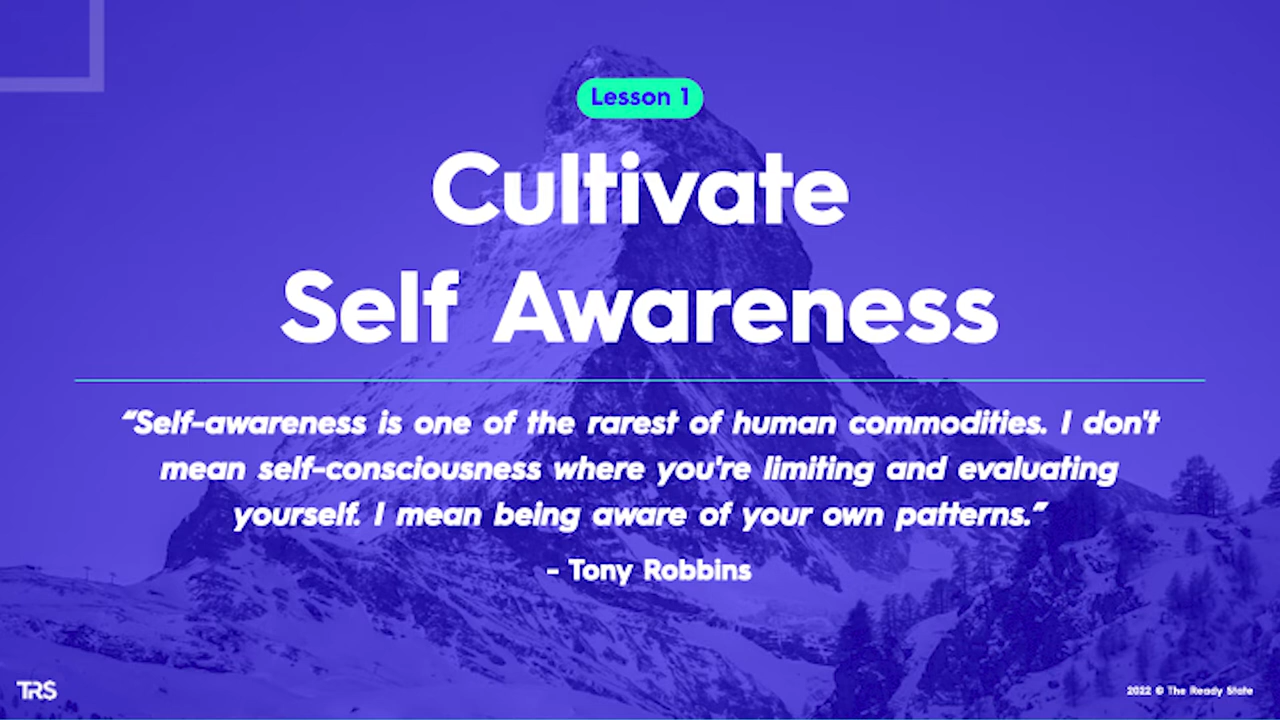 Lesson 1
Cultivate
Self Awareness
“Self-awareness is one of the rarest of human commodities. I don't
mean self-consciousness where you're limiting and evaluating
yourself. I mean being aware of your own patterns.”
- Tony Robbins
TRS
2022 © The Ready State